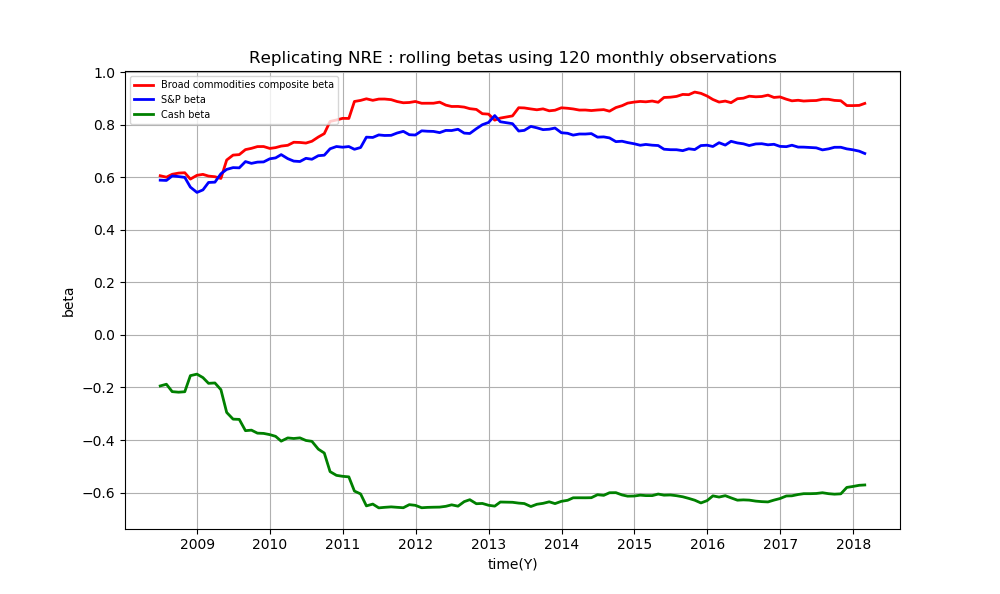 Replicating NRE : rolling betas using 120 monthly observations
Broad commodities composite beta
S&P beta
Cash beta
1.0
0.8
0.6
0.4
0.2
0.0
−0.2
−0.4
−0.6
beta
2009 2010 2011 2012 2013 2014 2015 2016 2017 2018
time(Y)